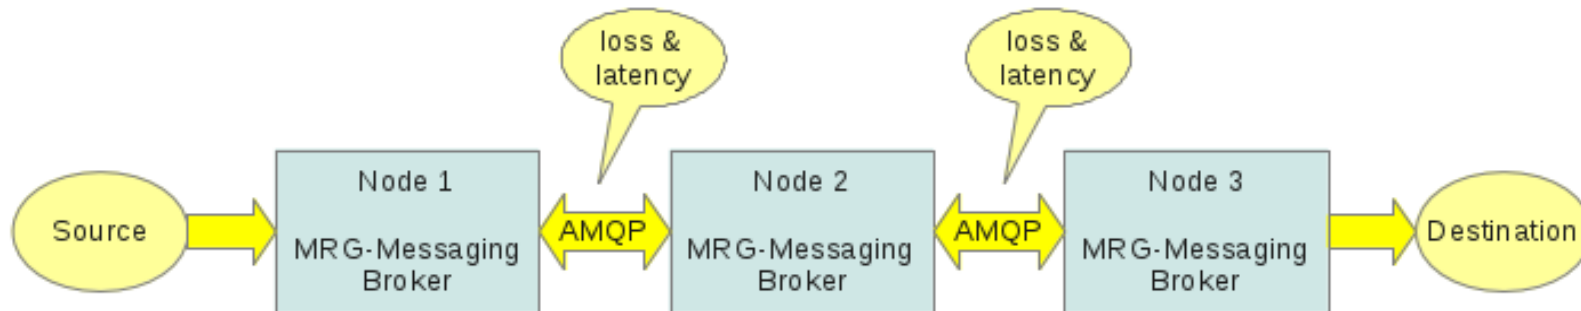 loss &
latency
loss &
latency
Source
Node 1
MRG-Messaging
Broker
AMQP
Node 2
MRG-Messaging
Broker
AMQP
Node 3
MRG-Messaging
Broker
Destination